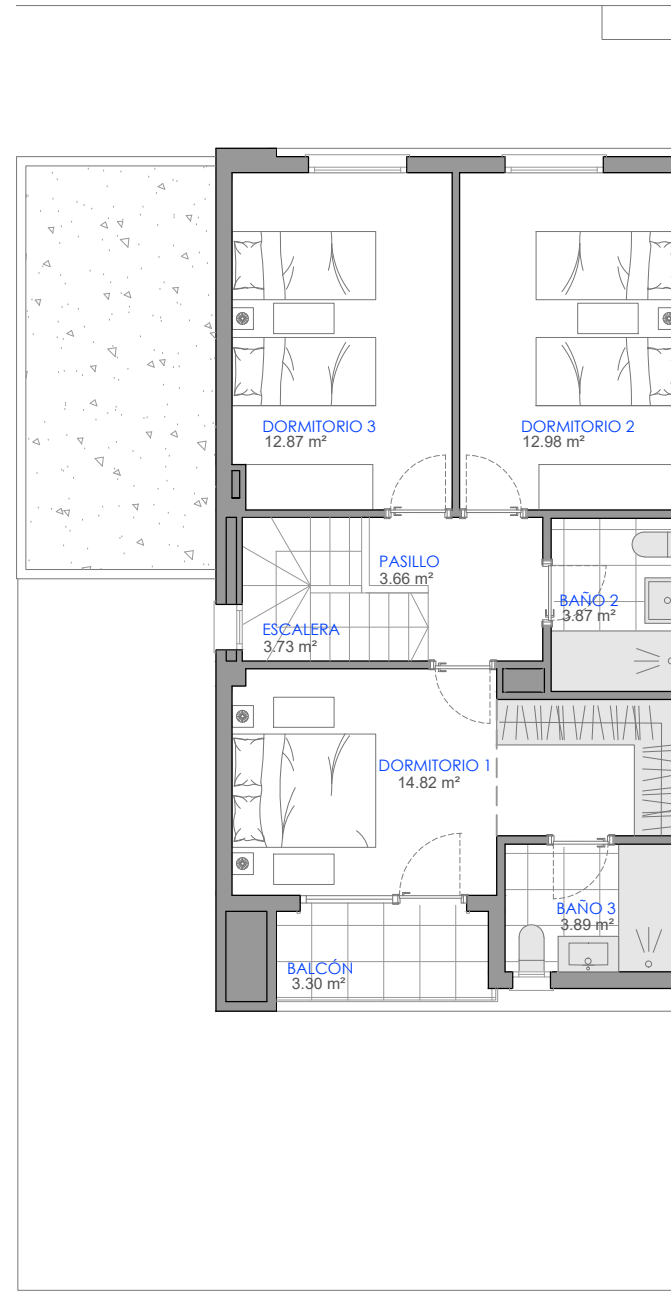 DORMITORIO 3
12.87 m²
DORMITORIO 2
12.98 m²
PASILLO
3.66 m²
BAÑO 2
3.87 m²
ESCALERA
3.73 m²
DORMITORIO 1
14.82 m²
BAÑO 3
3.89 m²
BALCÓN
3.30 m²